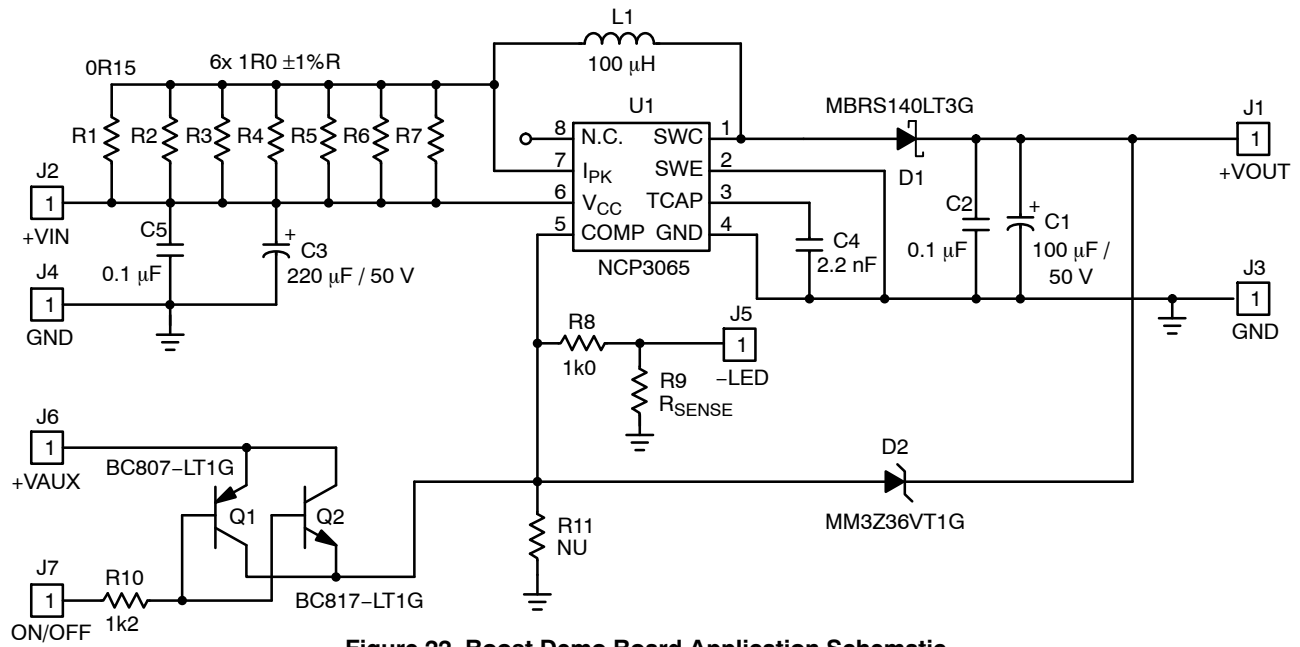 L1
100 μH
0R15
6x 1R0 ±1%R
U1
MBRS140LT3G
J1
1
+VOUT
R1
R2
R3
R4
R5
R6
R7
8
N.C.
SWC
1
7
IPK
SWE
2
6
VCC
TCAP
3
5
COMP
GND
4
NCP3065
D1
J2
1
+VIN
C5
0.1 μF
C3
+
220 μF / 50 V
C4
2.2 nF
C2
0.1 μF
+
C1
100 μF /
50 V
J4
1
GND
J3
1
GND
R8
1k0
J5
1
–LED
R9
RSENSE
J6
1
+VAUX
BC807–LT1G
Q1
Q2
D2
MM3Z36VT1G
R11
NU
J7
1
ON/OFF
R10
1k2
BC817–LT1G
Figure 22. Boost Demo Board Application Schematic